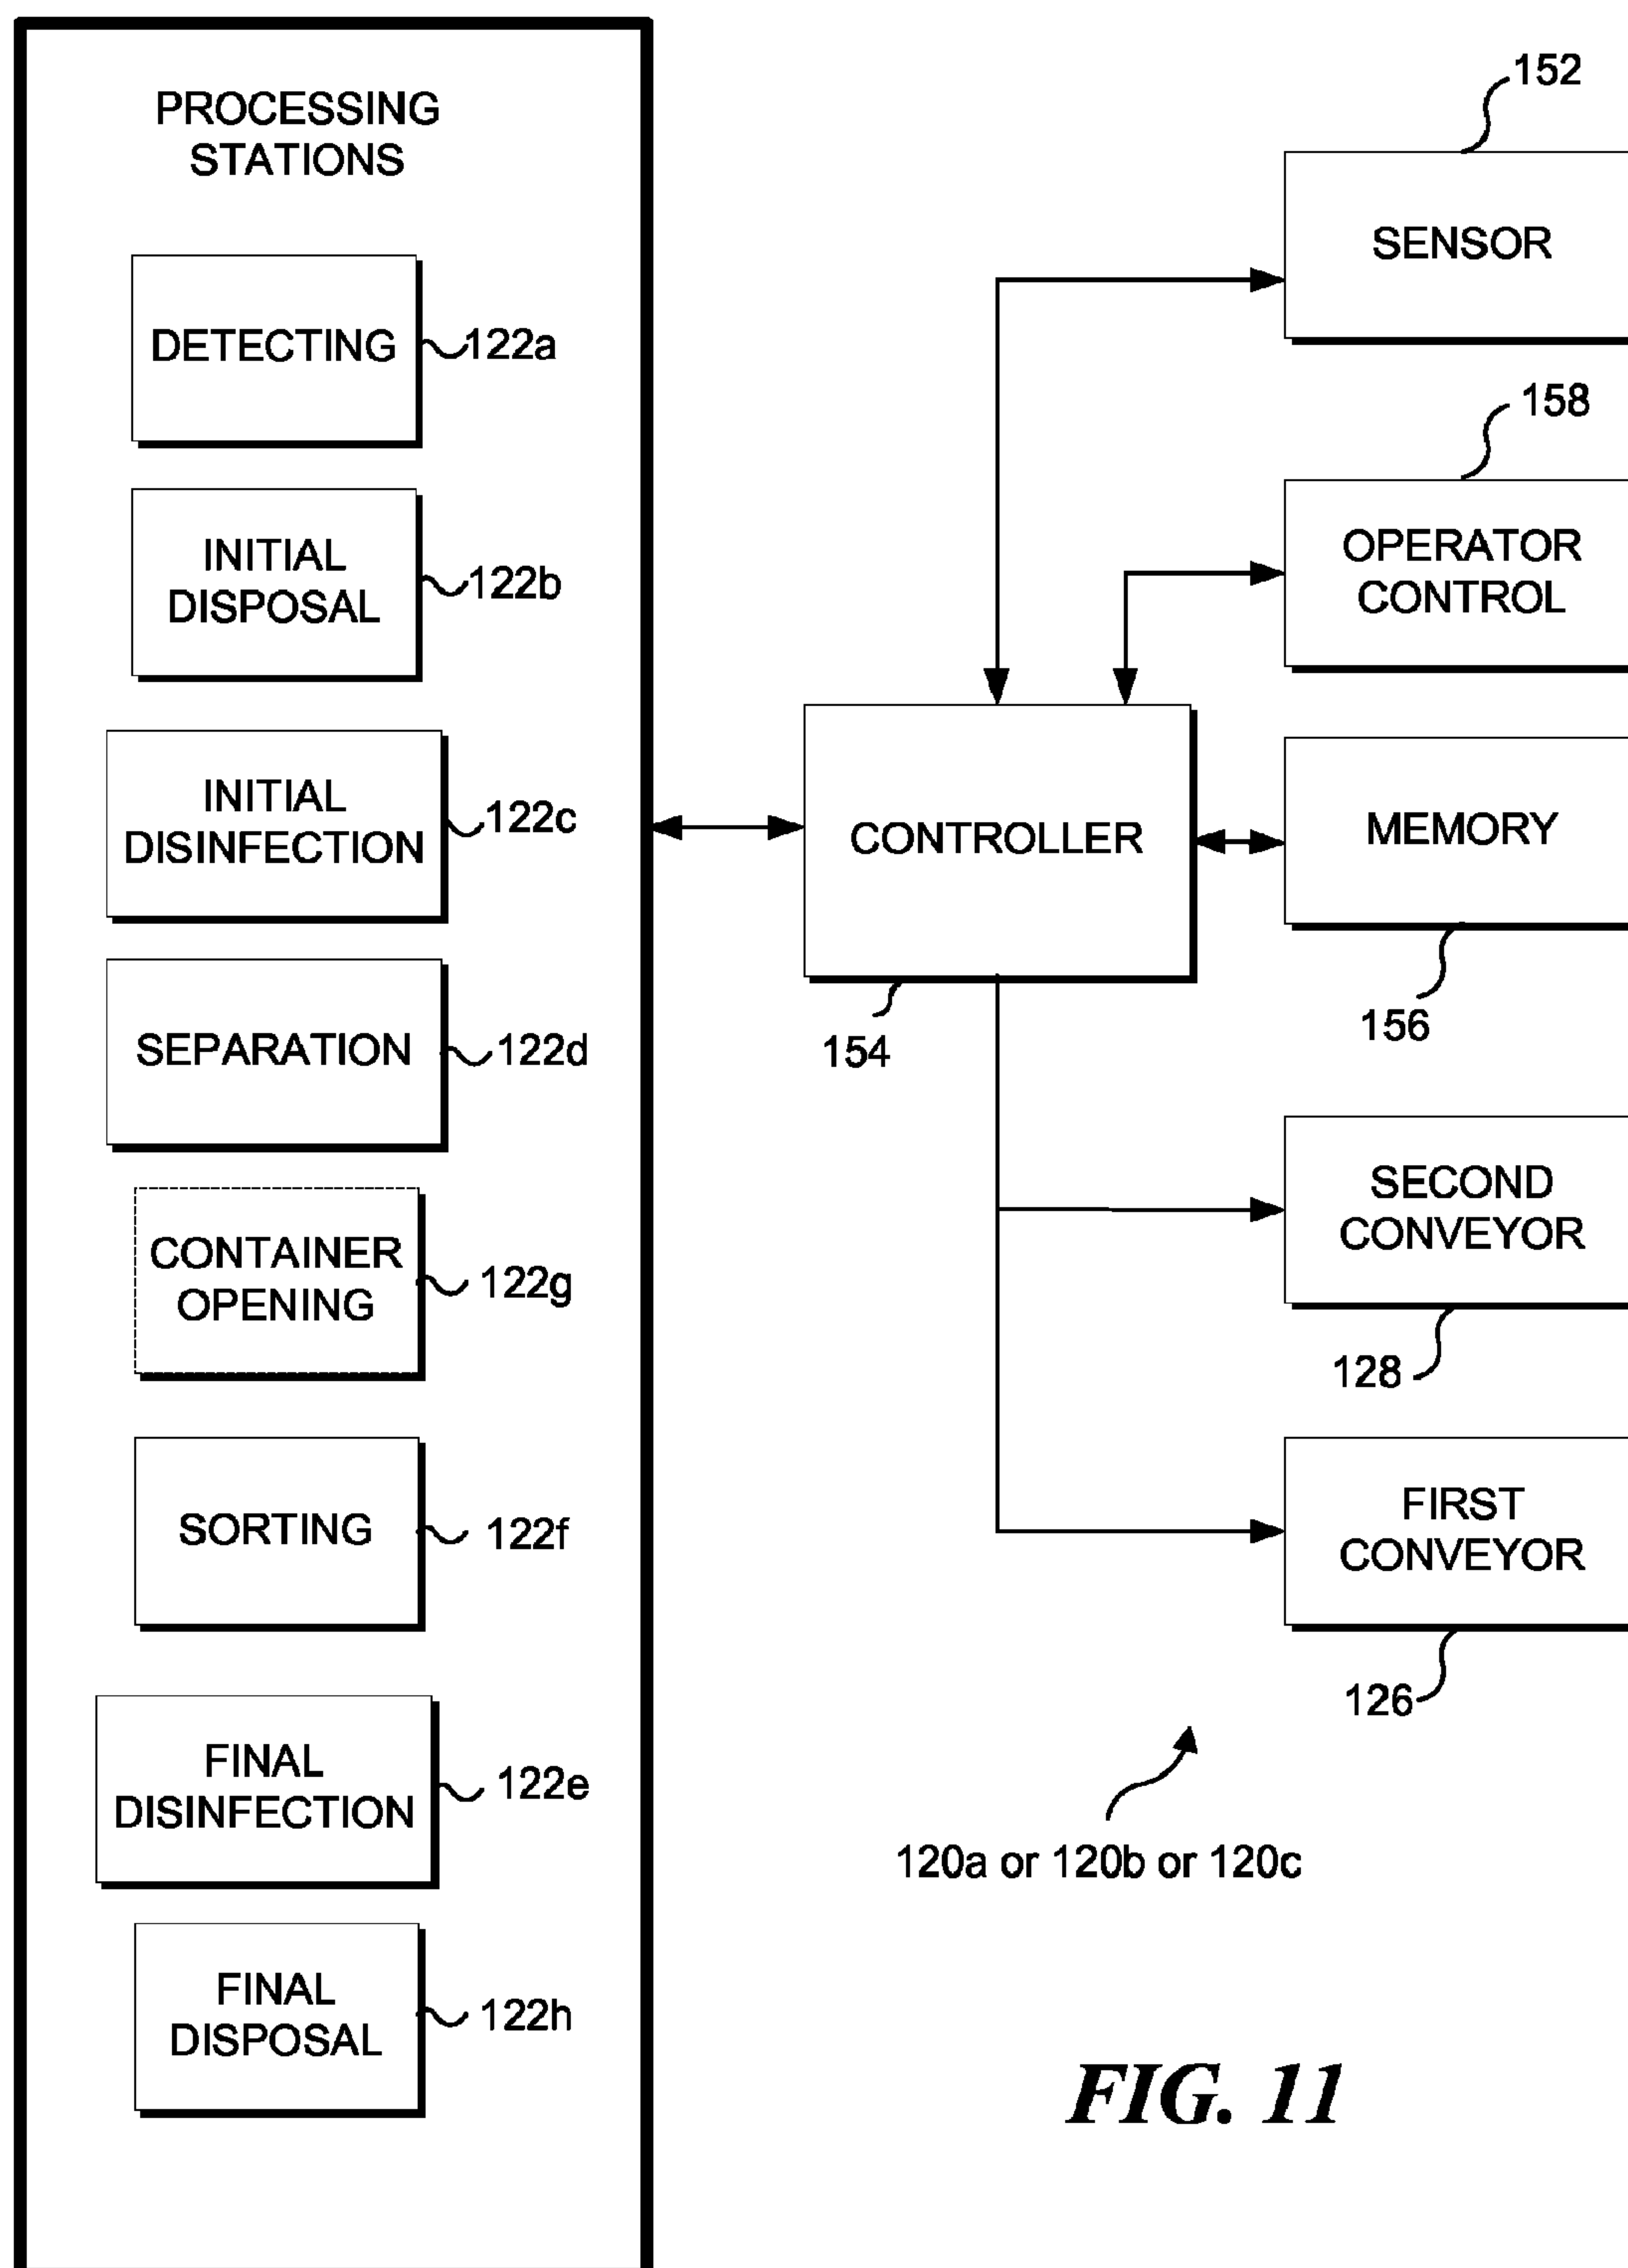 PROCESSING
STATIONS
DETECTING
122a
INITIAL
DISPOSAL
122b
INITIAL
DISINFECTION
122c
SEPARATION
122d
CONTAINER
OPENING
122g
SORTING
122f
FINAL
DISINFECTION
122e
FINAL
DISPOSAL
122h
CONTROLLER
154
152
SENSOR
158
OPERATOR
CONTROL
MEMORY
156
SECOND
CONVEYOR
128
FIRST
CONVEYOR
126
120a or 120b or 120c
FIG. 11